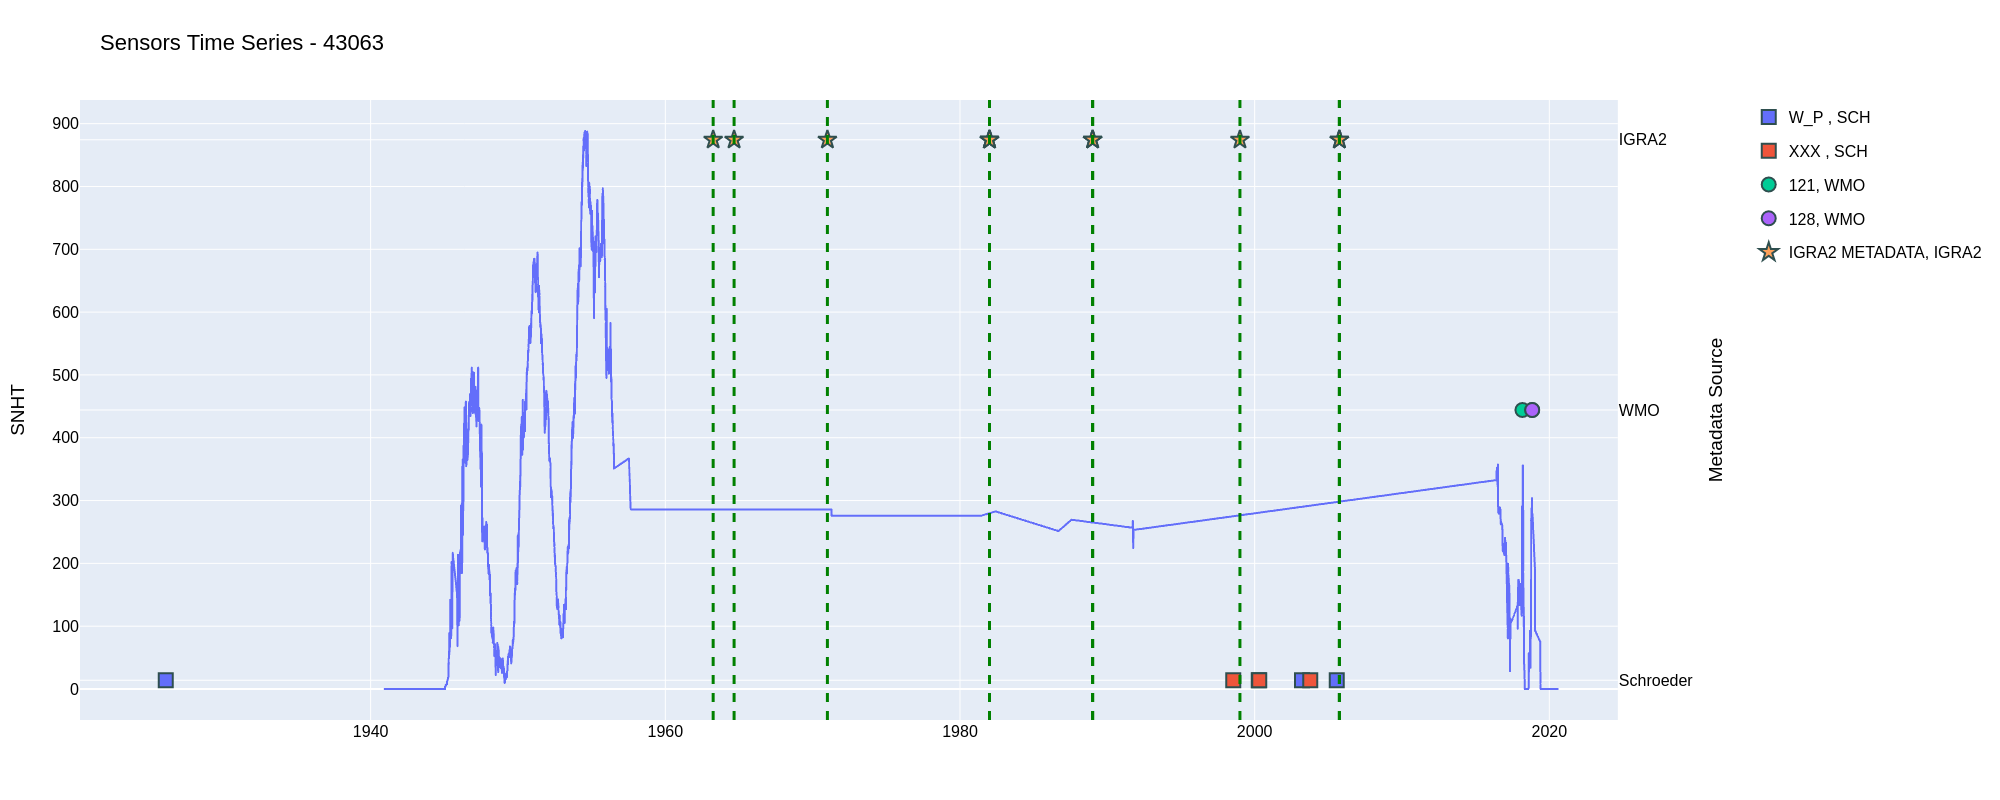 Sensors Time Series - 43063
SNHT
900
800
700
600
500
400
300
200
100
0
1940
1960
1980
2000
2020
IGRA2
WMO
Schroeder
Metadata Source
W_P , SCH
XXX , SCH
121, WMO
128, WMO
IGRA2 METADATA, IGRA2